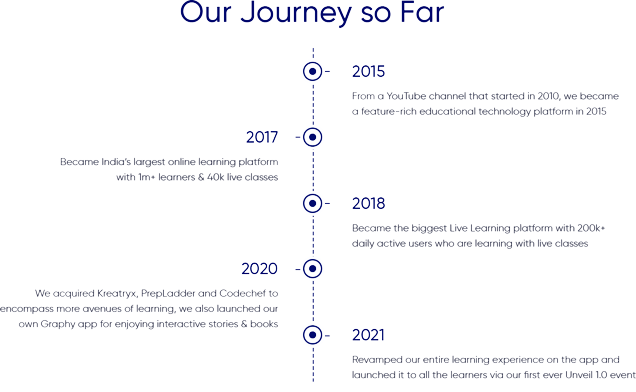 Our Journey so Far
2015
From a YouTube channel that started in 2010, we became
a feature-rich educational technology platform in 2015
2017
Became India's largest online learning platform
with 1m+ learners & 40k live classes
2018
Became the biggest Live Learning platform with 200k+
daily active users who are learning with live classes
2020
We acquired Kreatryx, PrepLadder and Codechef to
encompass more avenues of learning, we also launched our
own Graphy app for enjoying interactive stories & books
2021
Revamped our entire learning experience on the app and
launched it to all the learners via our first ever Unveil 1.0 event